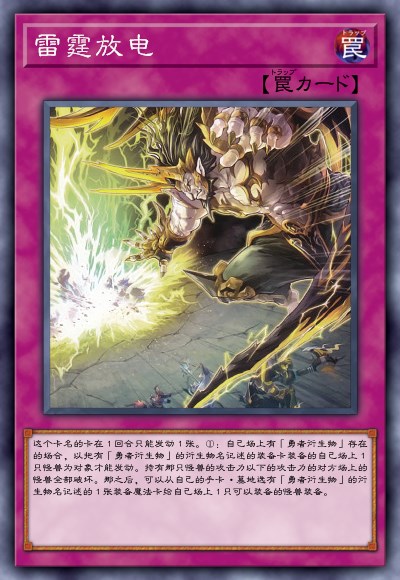 雷霆放电
トラップ
罠
トラップ
【罠カード】
这个卡名的卡在1回合只能发动1张。①:自己场上有「勇者衍生物」存在
的场合,以把有「勇者衍生物」的衍生物名记述的装备卡装备的自己场上1
只怪兽为对象才能发动。持有那只怪兽的攻击力以下的攻击力的对方场上的
怪兽全部破坏。那之后,可以从自己的手卡·墓地选有「勇者衍生物」的衍
生物名记述的1张装备魔法卡给自己场上1只可以装备的怪兽装备。